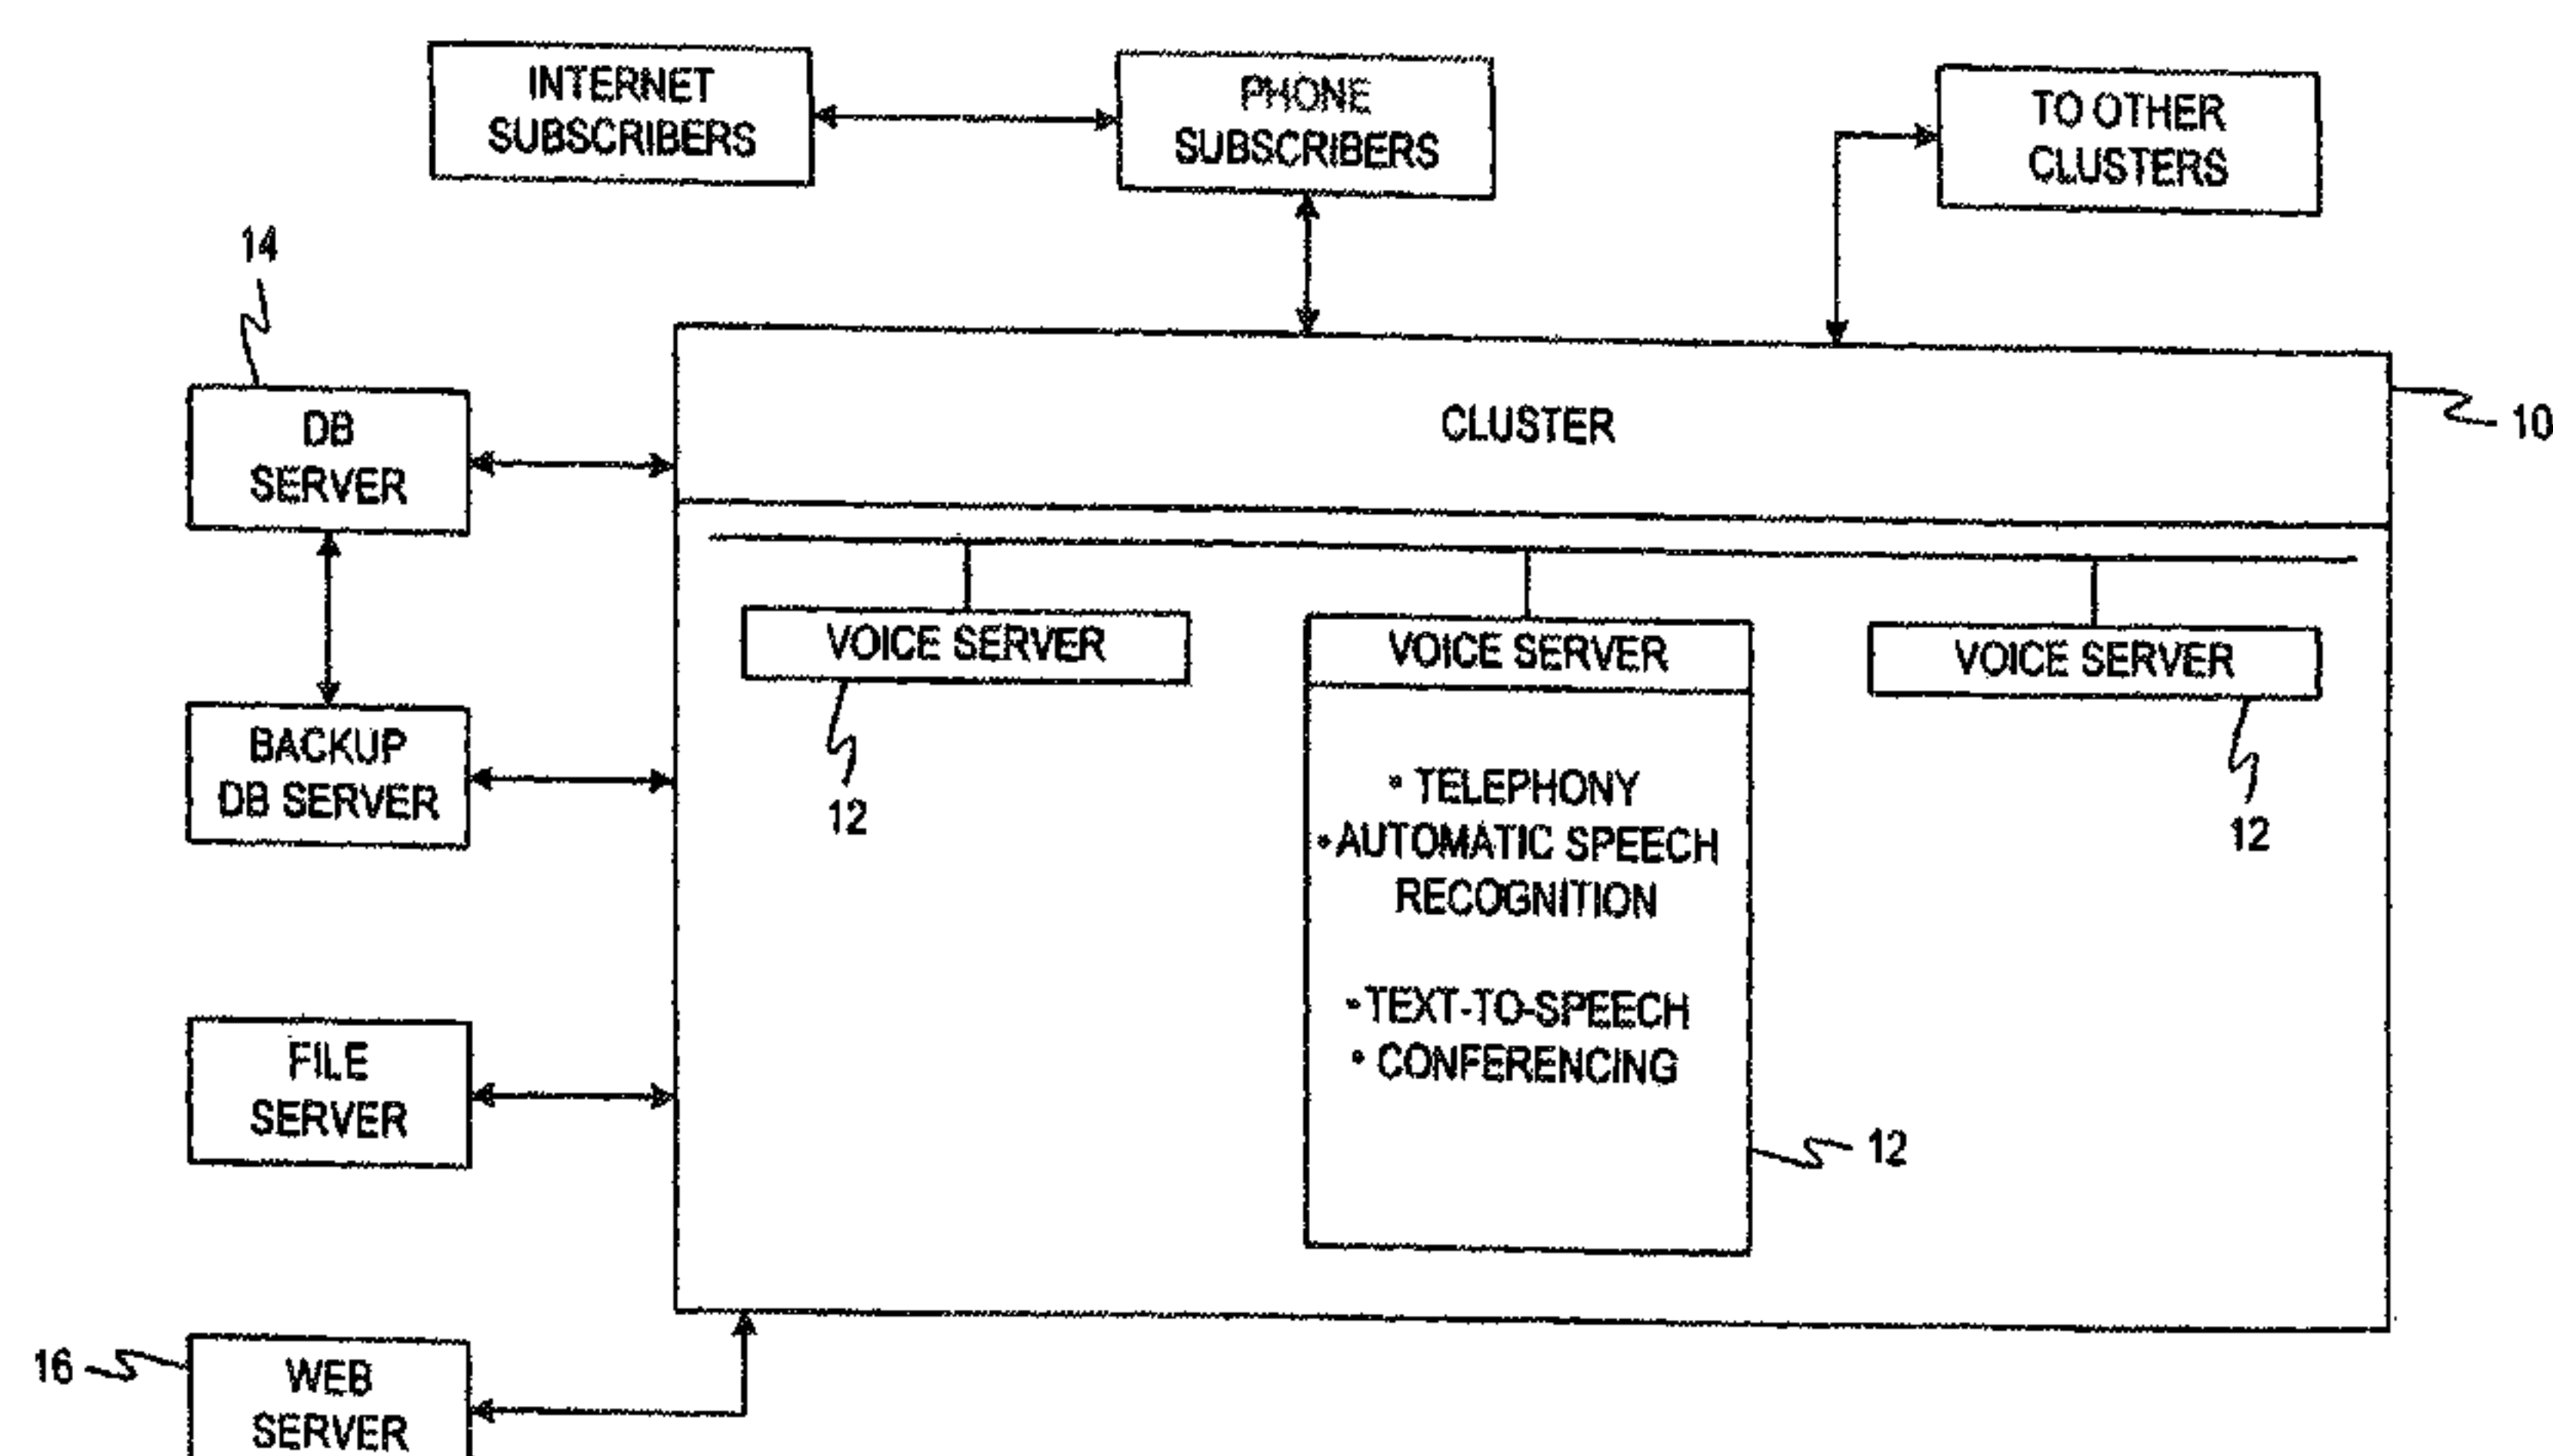 INTERNET
SUBSCRIBERS
PHONE
SUBSCRIBERS
TO OTHER
CLUSTERS
14
DB
SERVER
CLUSTER
10
VOICE SERVER
VOICE SERVER
VOICE SERVER
BACKUP
DB SERVER
12
• TELEPHONY
• AUTOMATIC SPEECH
RECOGNITION
• TEXT-TO-SPEECH
• CONFERENCING
12
12
FILE
SERVER
16
WEB
SERVER